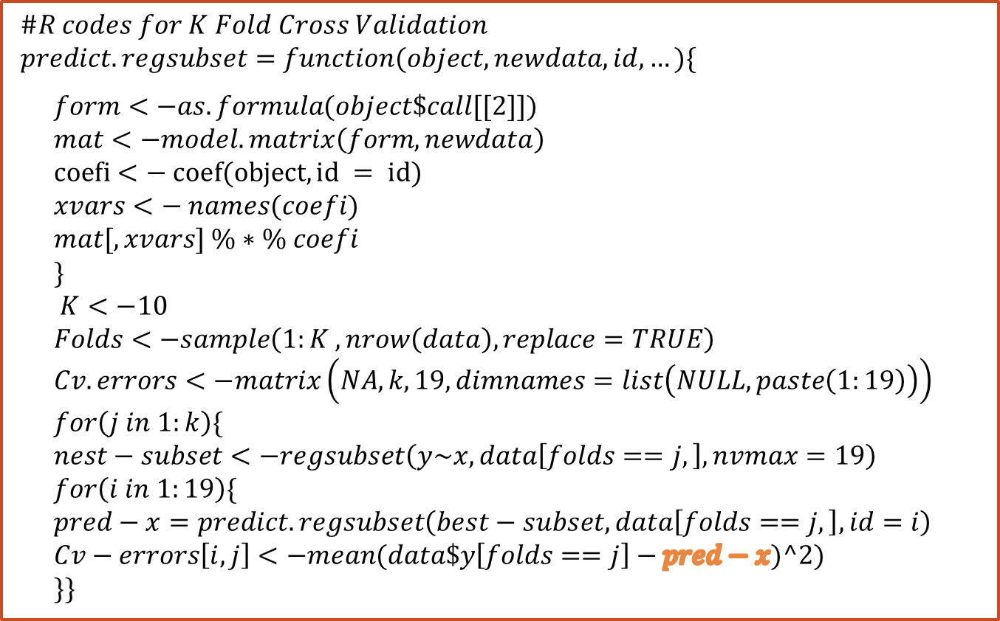 #R codes for K Fold Cross Validation
predict.regsubset = function(object, newdata, id, … ){
form < −as.formula(object$call[[2]])
mat < −model.matrix(form, newdata)
coefi < − coef(object, id = id)
xvars < − names(coefi)
mat[, xvars] % ∗ % coefi
}
K < −10
Folds < −sample(1: K , nrow(data), replace = TRUE)
Cv.errors < −matrix (NA, k, 19, dimnames = list(NULL, paste(1: 19)))
for(j in 1: k){
nest − subset < −regsubset(y~x, data[folds == j, ], nvmax = 19)
for(i in 1: 19){
pred − x = predict.regsubset(best − subset, data[folds == j, ], id = i)
Cv − errors[i, j] < −mean(data$y[folds == j] − pred − x)^2)
}}